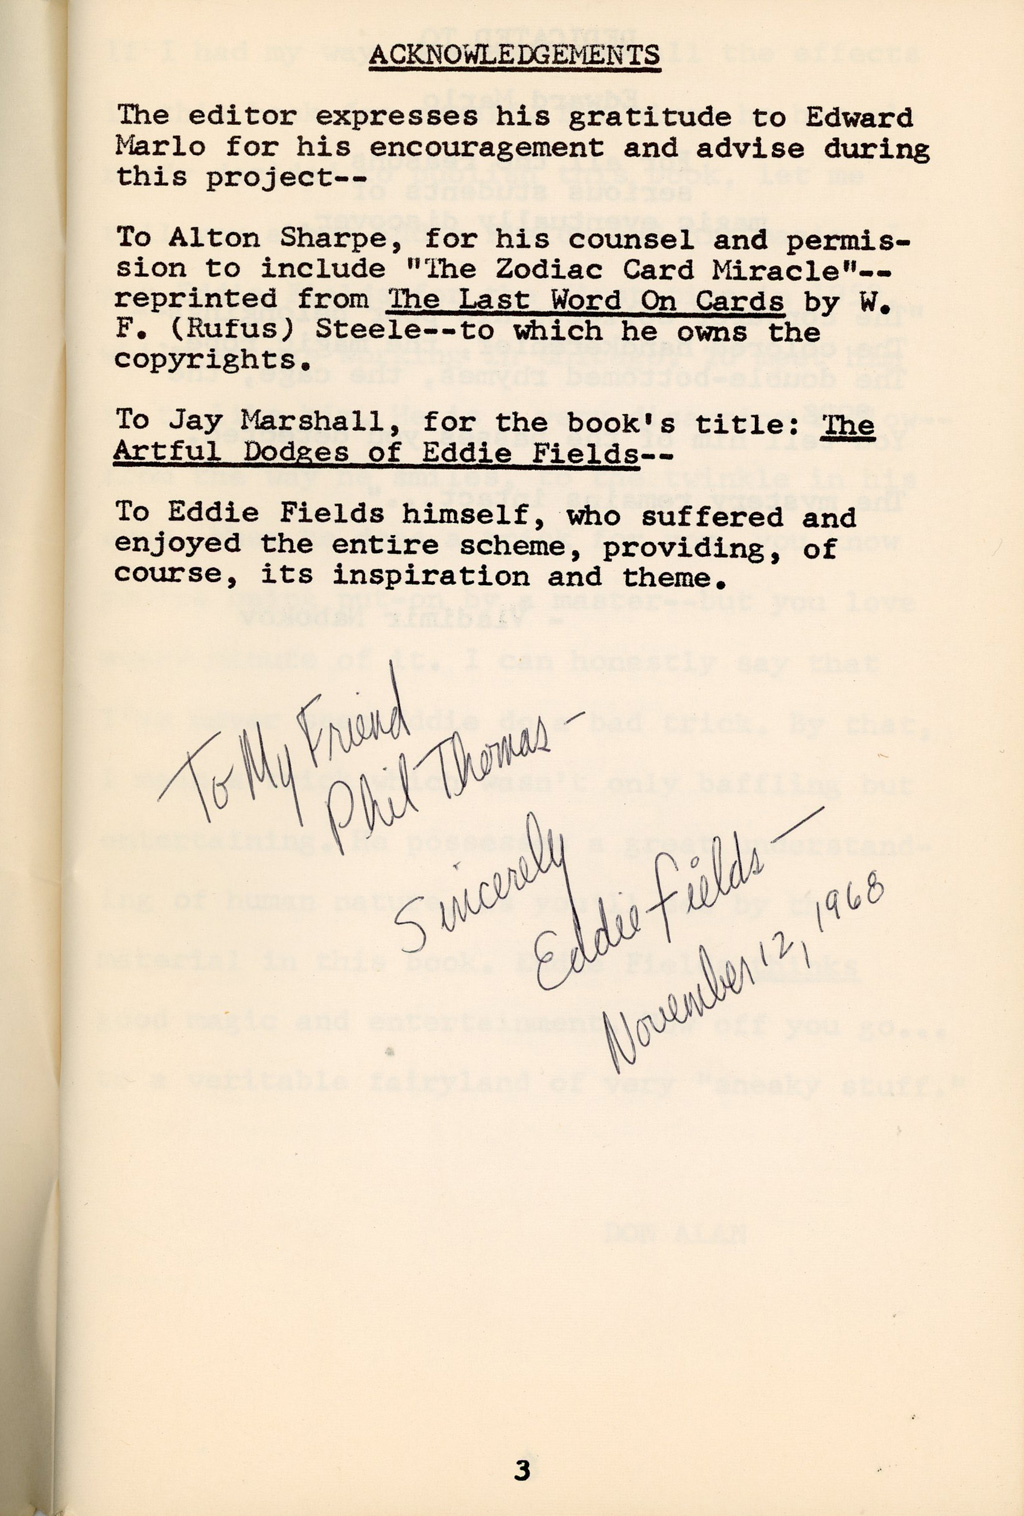 ACKNOWLEDGEMENTS
The editor expresses his gratitude to Edward
Marlo for his encouragement and advise during
this project--
To Alton Sharpe, for his counsel and permis-
sion to include "The Zodiac Card Miracle"--
reprinted from The Last Word On Cards by W.
F. (Rufus) Steele--to which he owns the
copyrights.
To Jay Marshall, for the book's title: The
Artful Dodges of Eddie Fields--
To Eddie Fields himself, who suffered and
enjoyed the entire scheme, providing, of
course, its inspiration and theme.
To My Friend
Phil Thomas-
Sincerely
Eddie Fields-
November 12, 1968
3